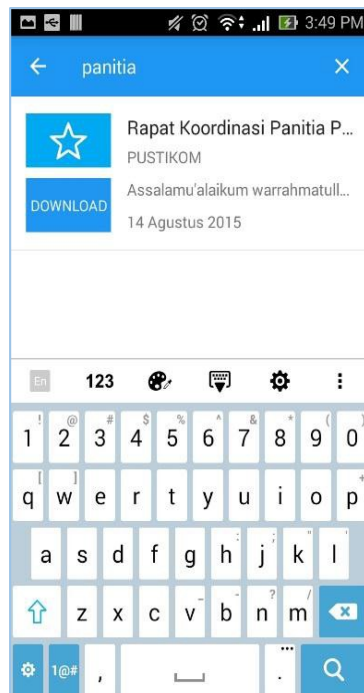 3:49 PM
panitia
Rapat Koordinasi Panitia P...
PUSTIKOM
DOWNLOAD
Assalamu'alaikum warrahmatull...
14 Agustus 2015
En 123
! @ # $ % ^ & * ( )
1 2 3 4 5 6 7 8 9 0
[ ] +
q w e r t y u i o p
: ; " '
a s d f g h j k l
_ - ? /
z x c v b n m
1@# , . ...